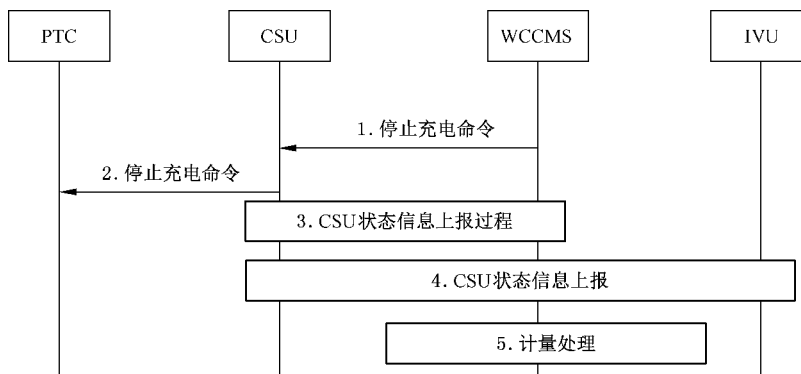 PTC
CSU
WCCMS
IVU
1.停止充电命令
2.停止充电命令
3.CSU状态信息上报过程
4.CSU状态信息上报
5.计量处理